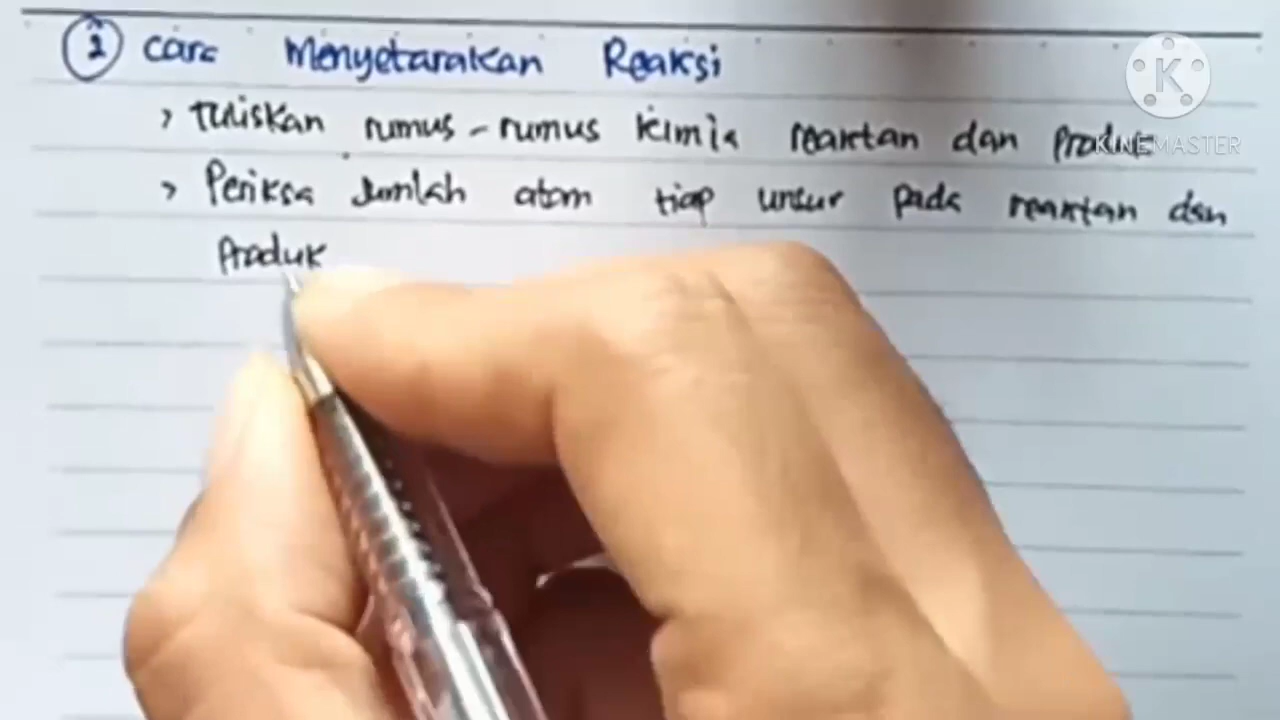 2 Cara Menyetarakan Reaksi
> Tuliskan rumus-rumus kimia reaktan dan Produk
> Periksa Jumlah atom tiap unsur pada reaktan dan
Produk
K
KINEMASTER